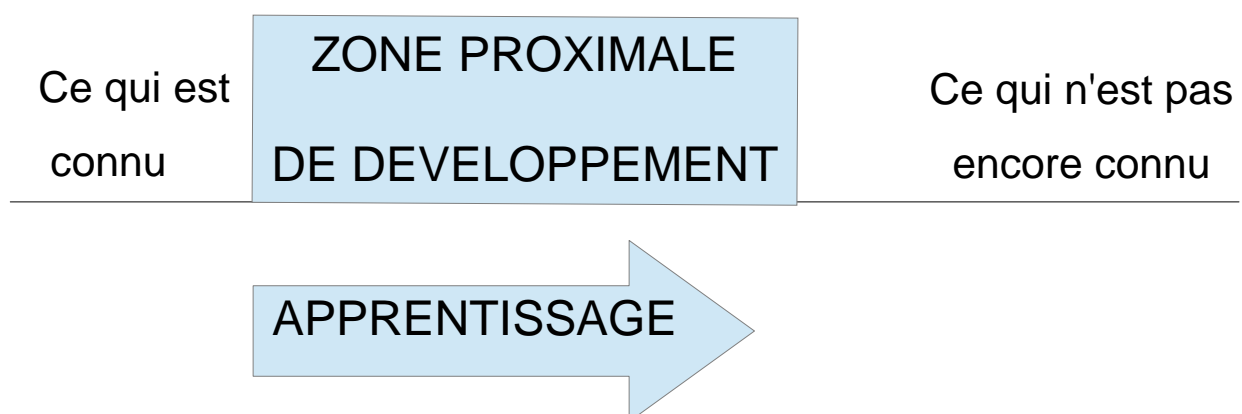 Ce qui est
connu
ZONE PROXIMALE
DE DEVELOPPEMENT
Ce qui n'est pas
encore connu
APPRENTISSAGE